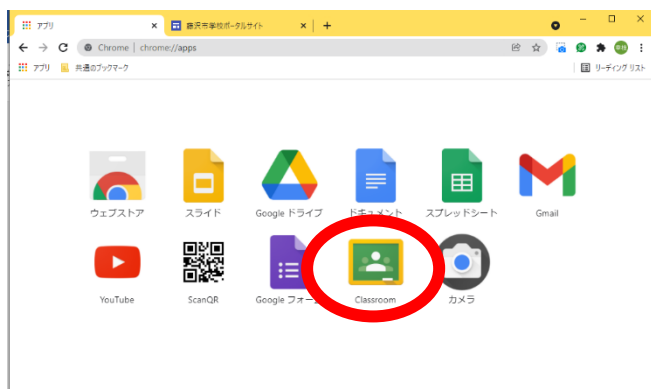 アプリ
藤沢市学校ポータルサイト
Chrome | chrome://apps
アプリ 共通のブックマーク リーディング リスト
ウェブストア スライド Google ドライブ ドキュメント スプレッドシート Gmail
YouTube ScanQR Google フォーム Classroom カメラ